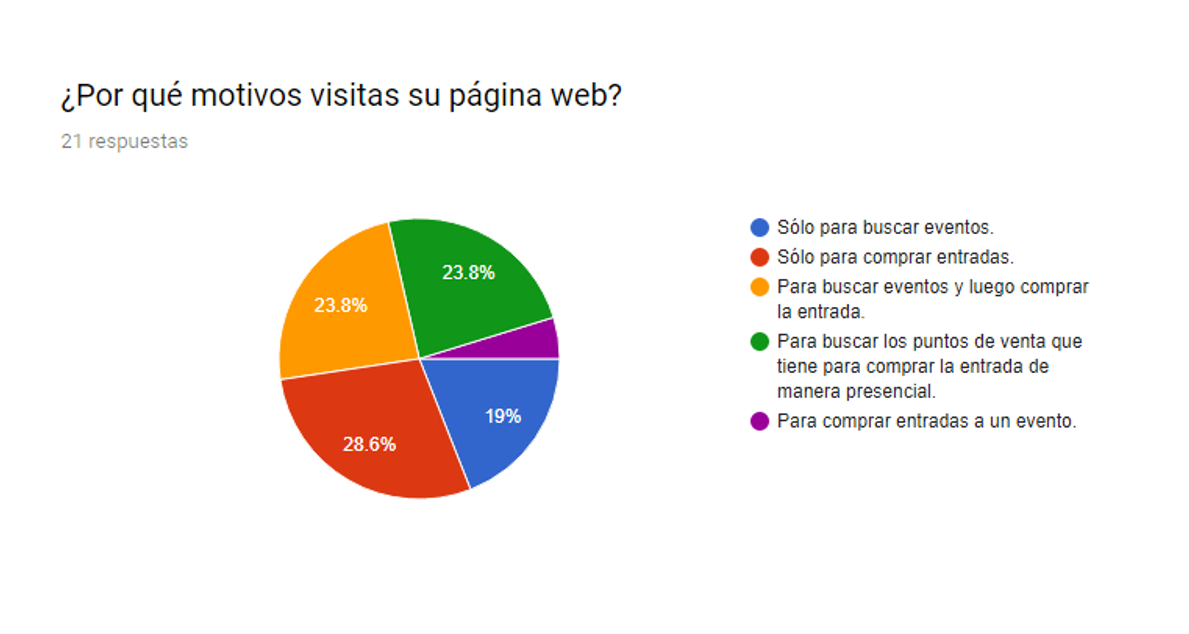 ¿Por qué motivos visitas su página web?
21 respuestas
23.8%
23.8%
19%
28.6%
Sólo para buscar eventos.
Sólo para comprar entradas.
Para buscar eventos y luego comprar
la entrada.
Para buscar los puntos de venta que
tiene para comprar la entrada de
manera presencial.
Para comprar entradas a un evento.